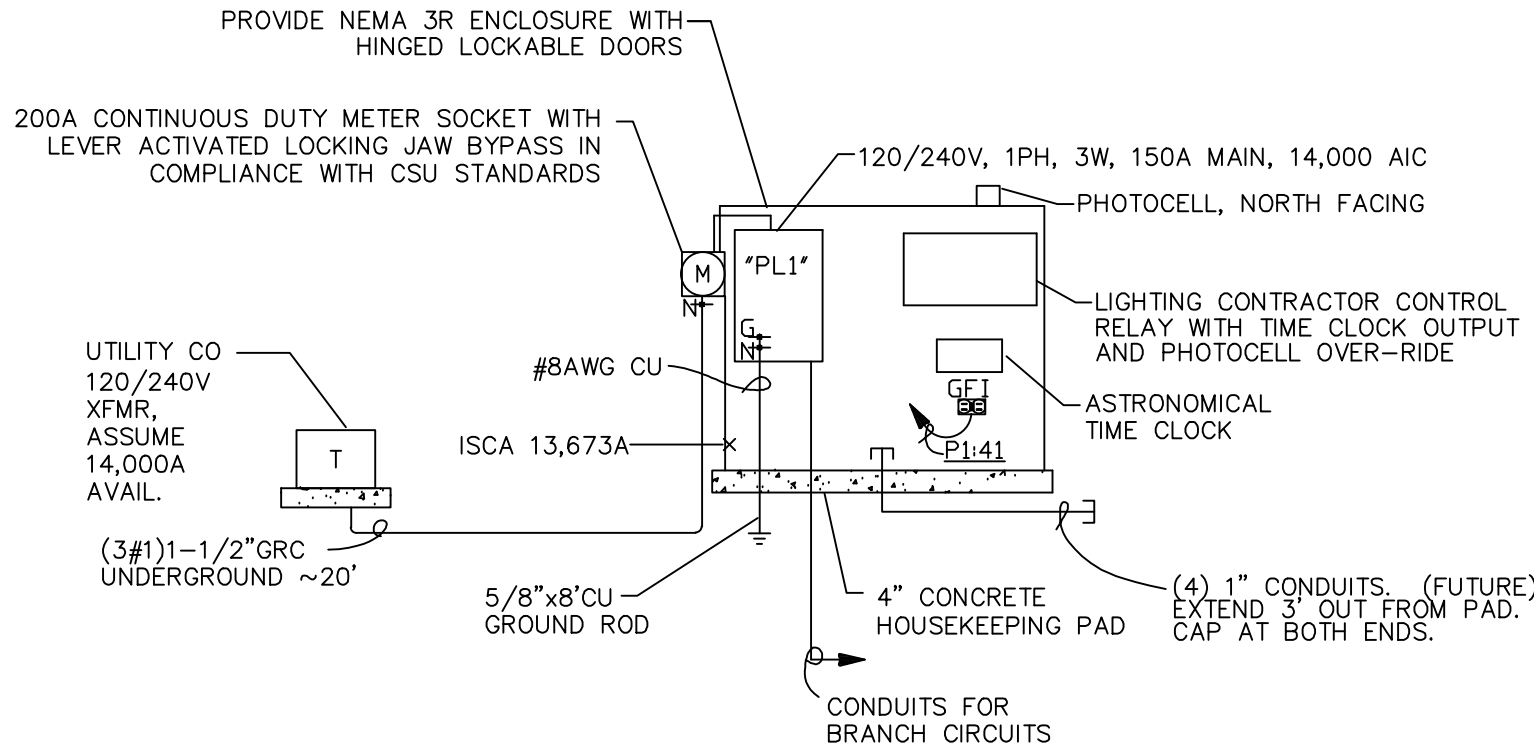 PROVIDE NEMA 3R ENCLOSURE WITH
HINGED LOCKABLE DOORS
200A CONTINUOUS DUTY METER SOCKET WITH
LEVER ACTIVATED LOCKING JAW BYPASS IN
COMPLIANCE WITH CSU STANDARDS
120/240V, 1PH, 3W, 150A MAIN, 14,000 AIC
PHOTOCELL, NORTH FACING
"PL1"
M
N
G
N
LIGHTING CONTRACTOR CONTROL
RELAY WITH TIME CLOCK OUTPUT
AND PHOTOCELL OVER-RIDE
UTILITY CO
120/240V
XFMR,
ASSUME
14,000A
AVAIL.
T
#8AWG CU
GFI
ASTRONOMICAL
TIME CLOCK
ISCA 13,673A
P1:41
(3#1)1-1/2"GRC
UNDERGROUND ~20'
5/8"x8'CU
GROUND ROD
4" CONCRETE
HOUSEKEEPING PAD
(4) 1" CONDUITS. (FUTURE)
EXTEND 3' OUT FROM PAD.
CAP AT BOTH ENDS.
CONDUITS FOR
BRANCH CIRCUITS